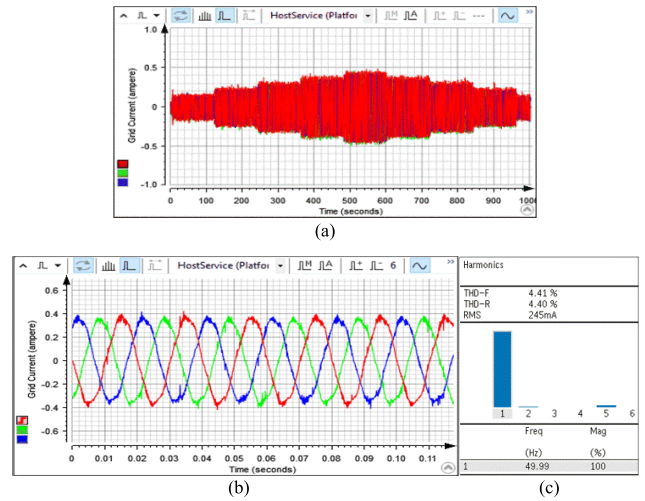 HostService (Platfor
1.0
0.5
0
-0.5
-1.0
Grid Current (ampere)
0 100 200 300 400 500 600 700 800 900 1000
Time (seconds)
(a)
HostService (Platfor 6
0.6
0.4
0.2
0
-0.2
-0.4
-0.6
Grid Current (ampere)
0 0.01 0.02 0.03 0.04 0.05 0.06 0.07 0.08 0.09 0.10 0.11
Time (seconds)
(b)
Harmonics
THD-F 4.41 %
THD-R 4.40 %
RMS 245mA
1 2 3 4 5 6
Freq Mag
(Hz) (%)
1 49.99 100
(c)